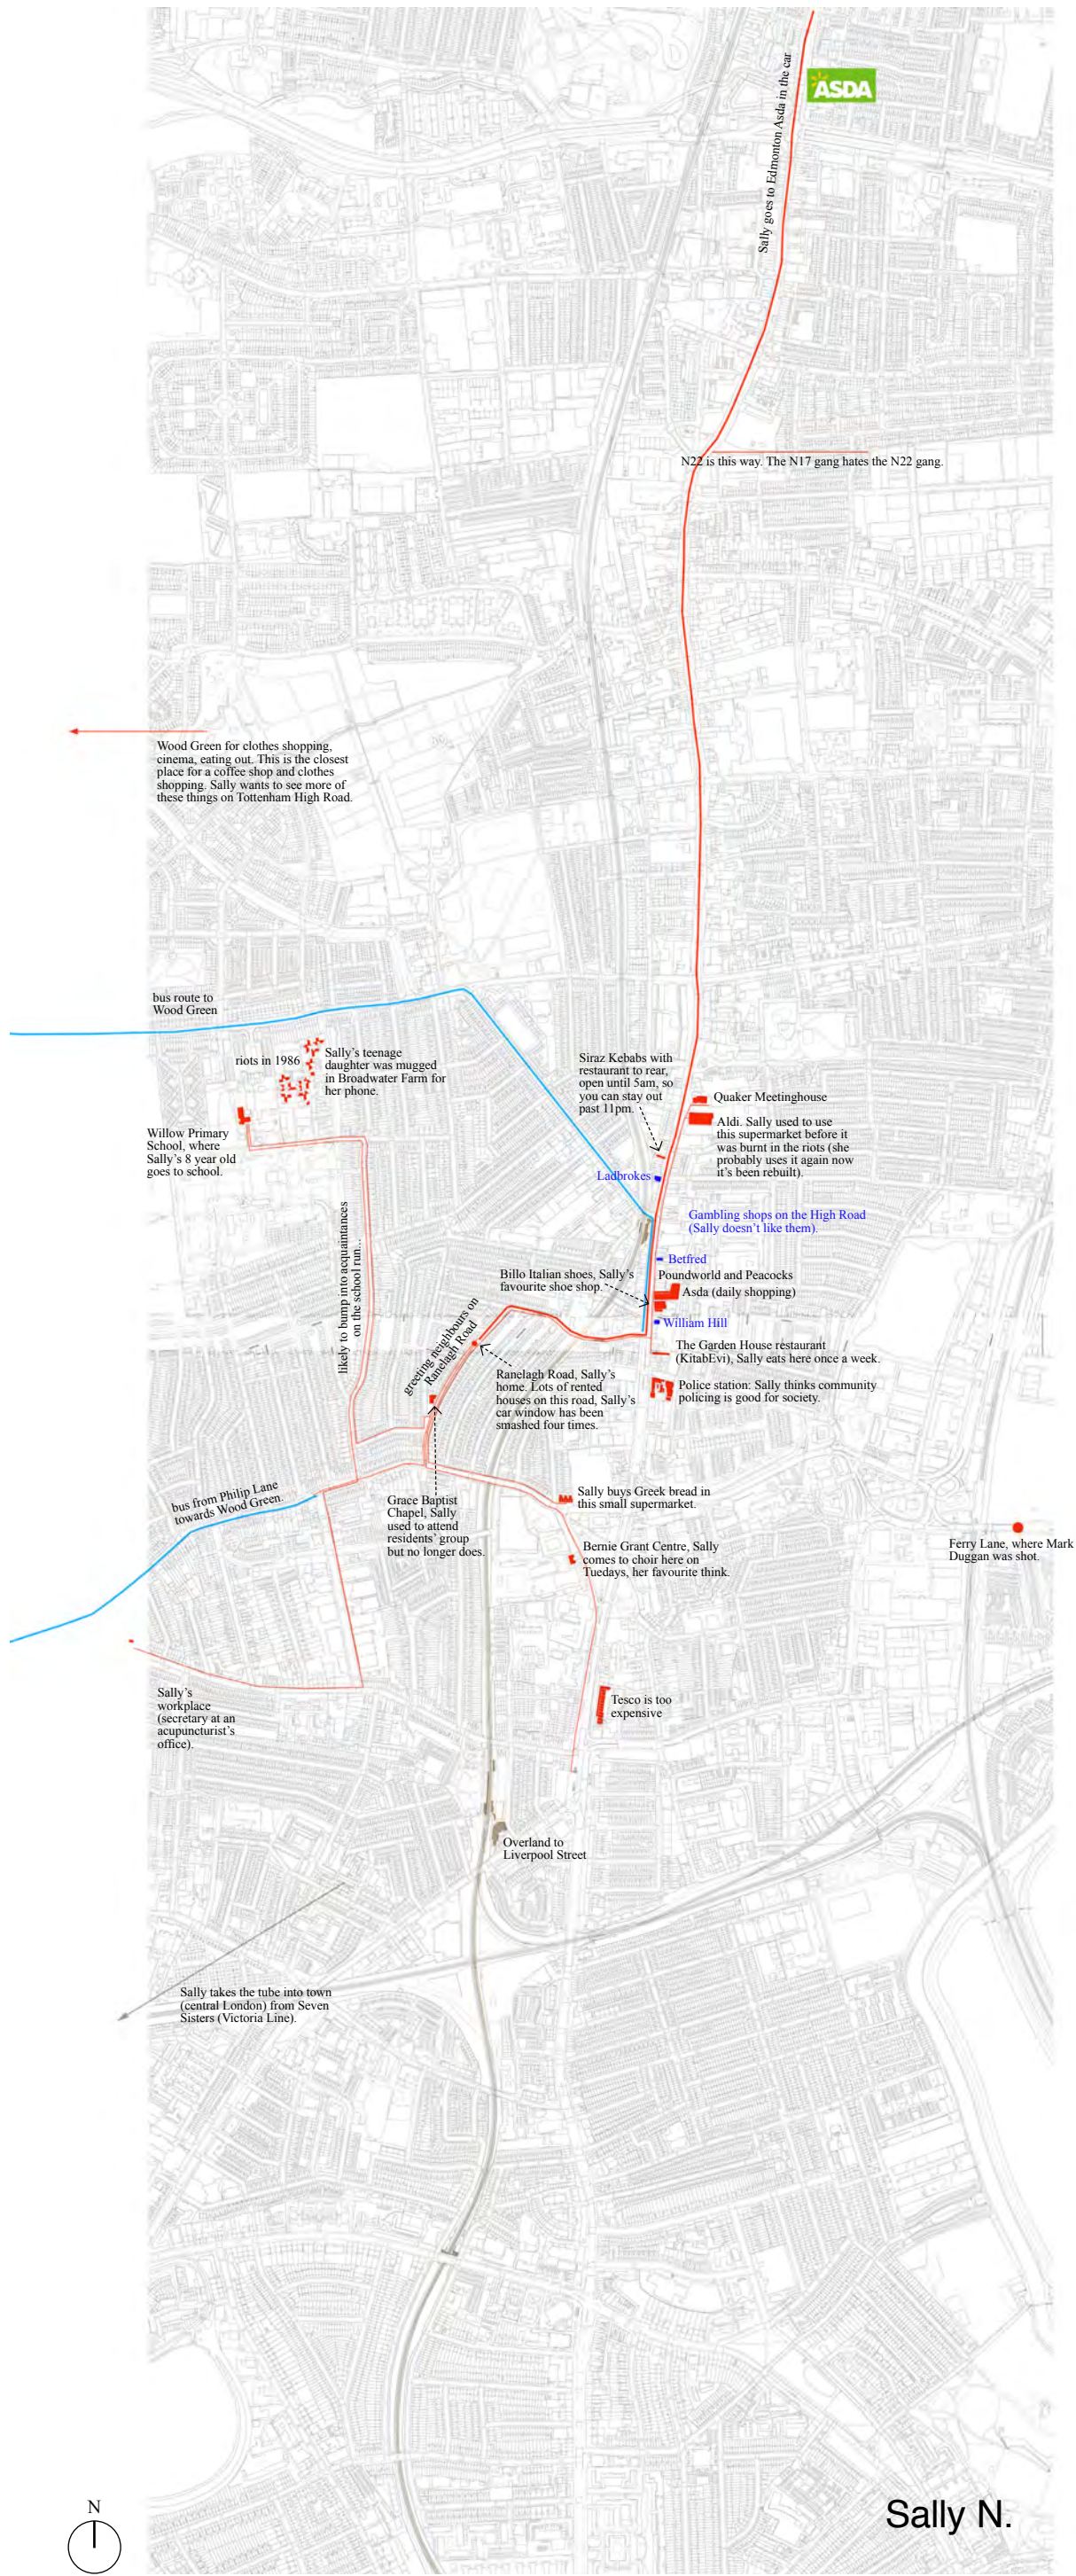 ASDA
Sally goes to Edmonton Asda in the car
N22 is this way. The N17 gang hates the N22 gang.
Wood Green for clothes shopping,
cinema, eating out. This is the closest
place for a coffee shop and clothes
shopping. Sally wants to see more of
these things on Tottenham High Road.
bus route to
Wood Green
riots in 1986
Sally's teenage
daughter was mugged
in Broadwater Farm for
her phone.
Siraz Kebabs with
restaurant to rear,
open until 5am, so
you can stay out
past 11pm.
Quaker Meetinghouse
Aldi. Sally used to use
this supermarket before it
was burnt in the riots (she
probably uses it again now
it's been rebuilt).
Willow Primary
School, where
Sally's 8 year old
goes to school.
Ladbrokes
Gambling shops on the High Road
(Sally doesn't like them).
likely to bump into acquaintances
on the school run...
Betfred
Billo Italian shoes, Sally's
favourite shoe shop.
Poundworld and Peacocks
Asda (daily shopping)
William Hill
greeting neighbours on
Ranelagh Road
The Garden House restaurant
(KitabEvi), Sally eats here once a week.
Ranelagh Road, Sally's
home. Lots of rented
houses on this road, Sally's
car window has been
smashed four times.
Police station: Sally thinks community
policing is good for society.
bus from Philip Lane
towards Wood Green.
Grace Baptist
Chapel, Sally
used to attend
residents' group
but no longer does.
Sally buys Greek bread in
this small supermarket.
Bernie Grant Centre, Sally
comes to choir here on
Tuedays, her favourite think.
Ferry Lane, where Mark
Duggan was shot.
Sally's
workplace
(secretary at an
acupuncturist's
office).
Tesco is too
expensive
Overland to
Liverpool Street
Sally takes the tube into town
(central London) from Seven
Sisters (Victoria Line).
N
Sally N.